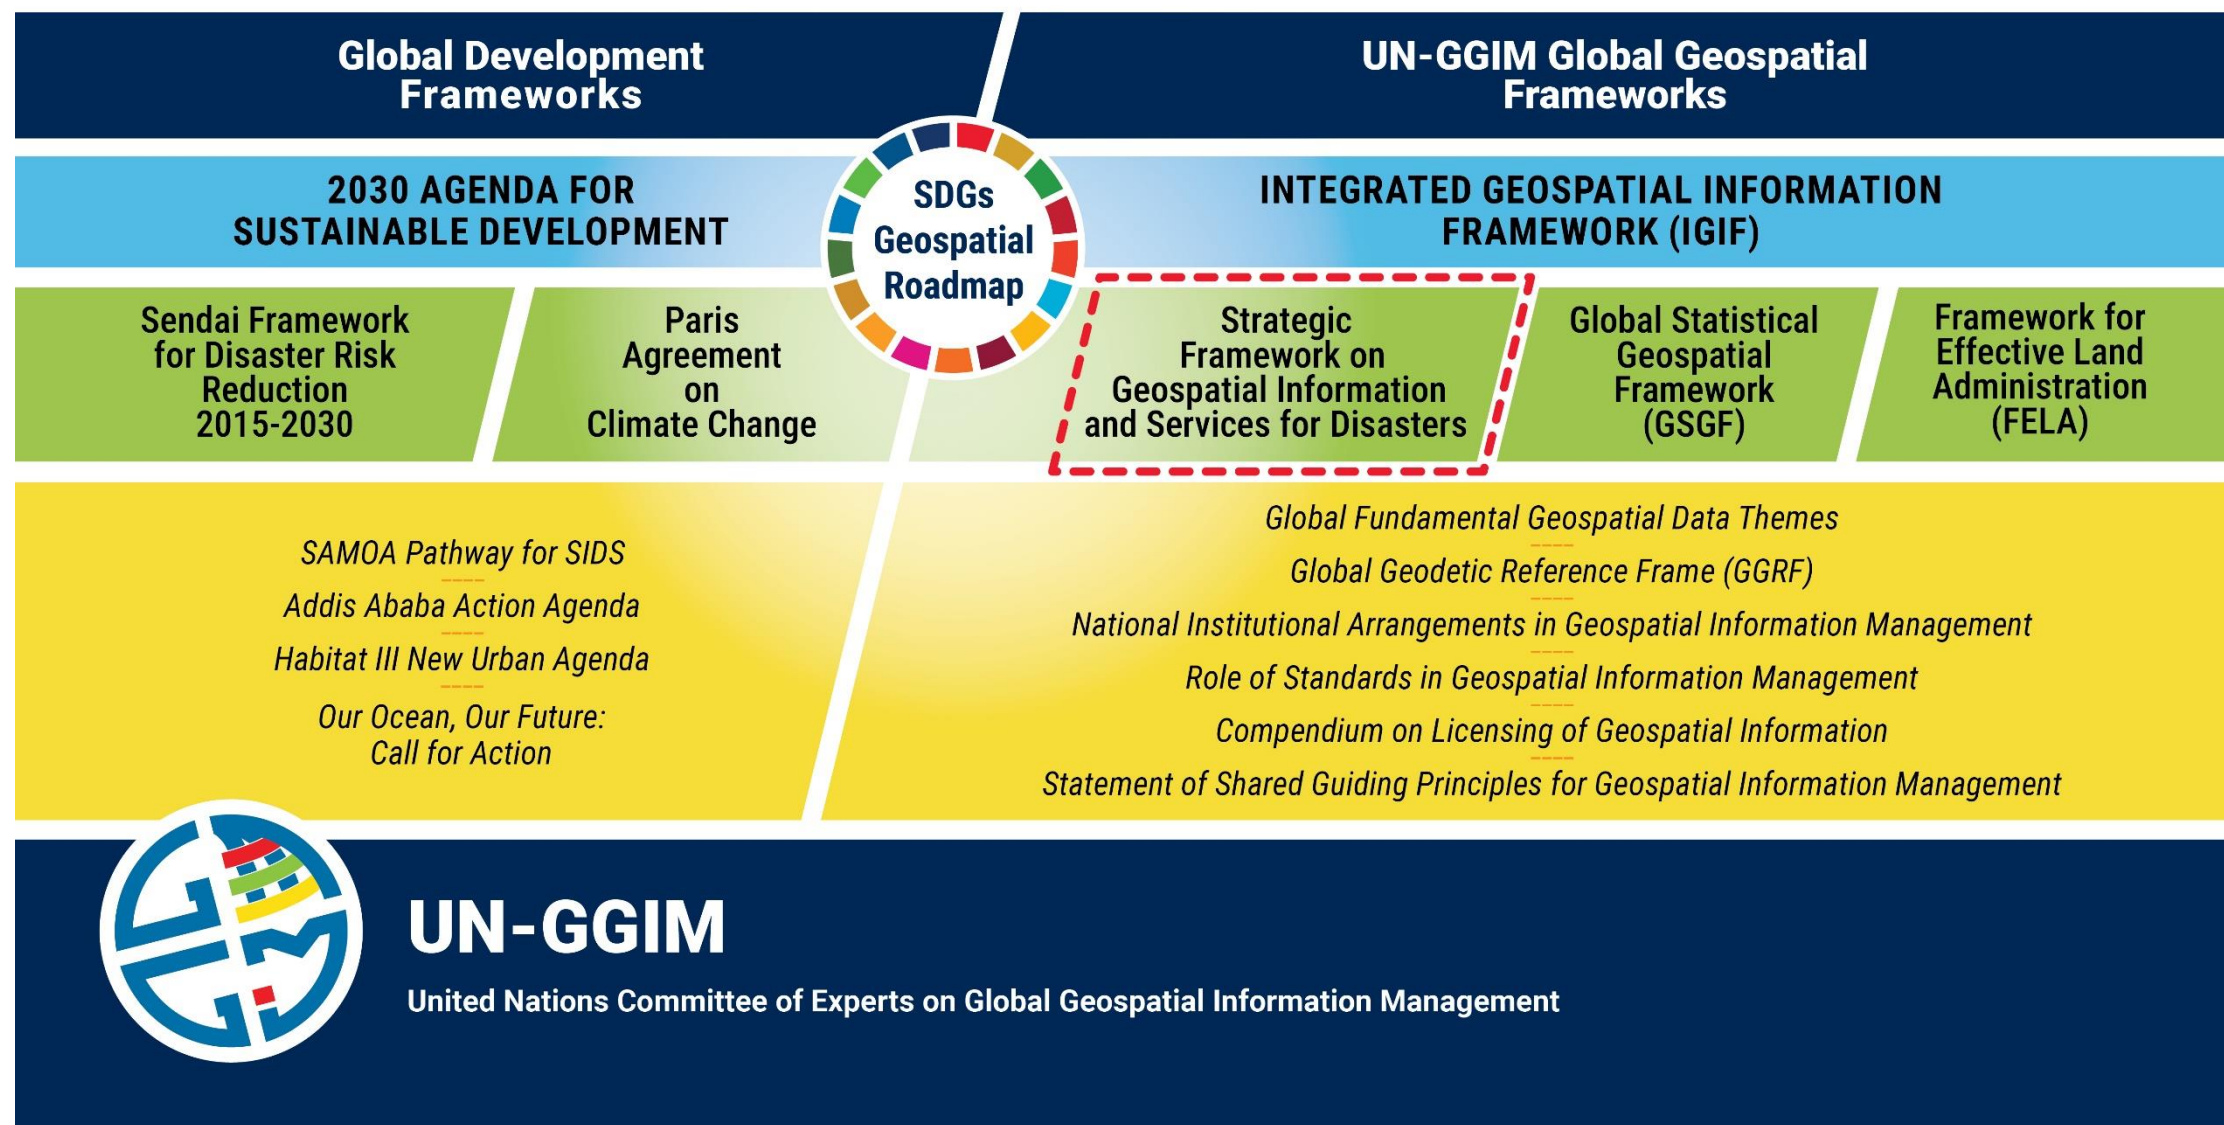 Global Development
Frameworks
UN-GGIM Global Geospatial
Frameworks
2030 AGENDA FOR
SUSTAINABLE DEVELOPMENT
SDGs
Geospatial
Roadmap
INTEGRATED GEOSPATIAL INFORMATION
FRAMEWORK (IGIF)
Sendai Framework
for Disaster Risk
Reduction
2015-2030
Paris
Agreement
on
Climate Change
Strategic
Framework on
Geospatial Information
and Services for Disasters
Global Statistical
Geospatial
Framework
(GSGF)
Framework for
Effective Land
Administration
(FELA)
SAMOA Pathway for SIDS
Addis Ababa Action Agenda
Habitat III New Urban Agenda
Our Ocean, Our Future:
Call for Action
Global Fundamental Geospatial Data Themes
Global Geodetic Reference Frame (GGRF)
National Institutional Arrangements in Geospatial Information Management
Role of Standards in Geospatial Information Management
Compendium on Licensing of Geospatial Information
Statement of Shared Guiding Principles for Geospatial Information Management
UN-GGIM
United Nations Committee of Experts on Global Geospatial Information Management